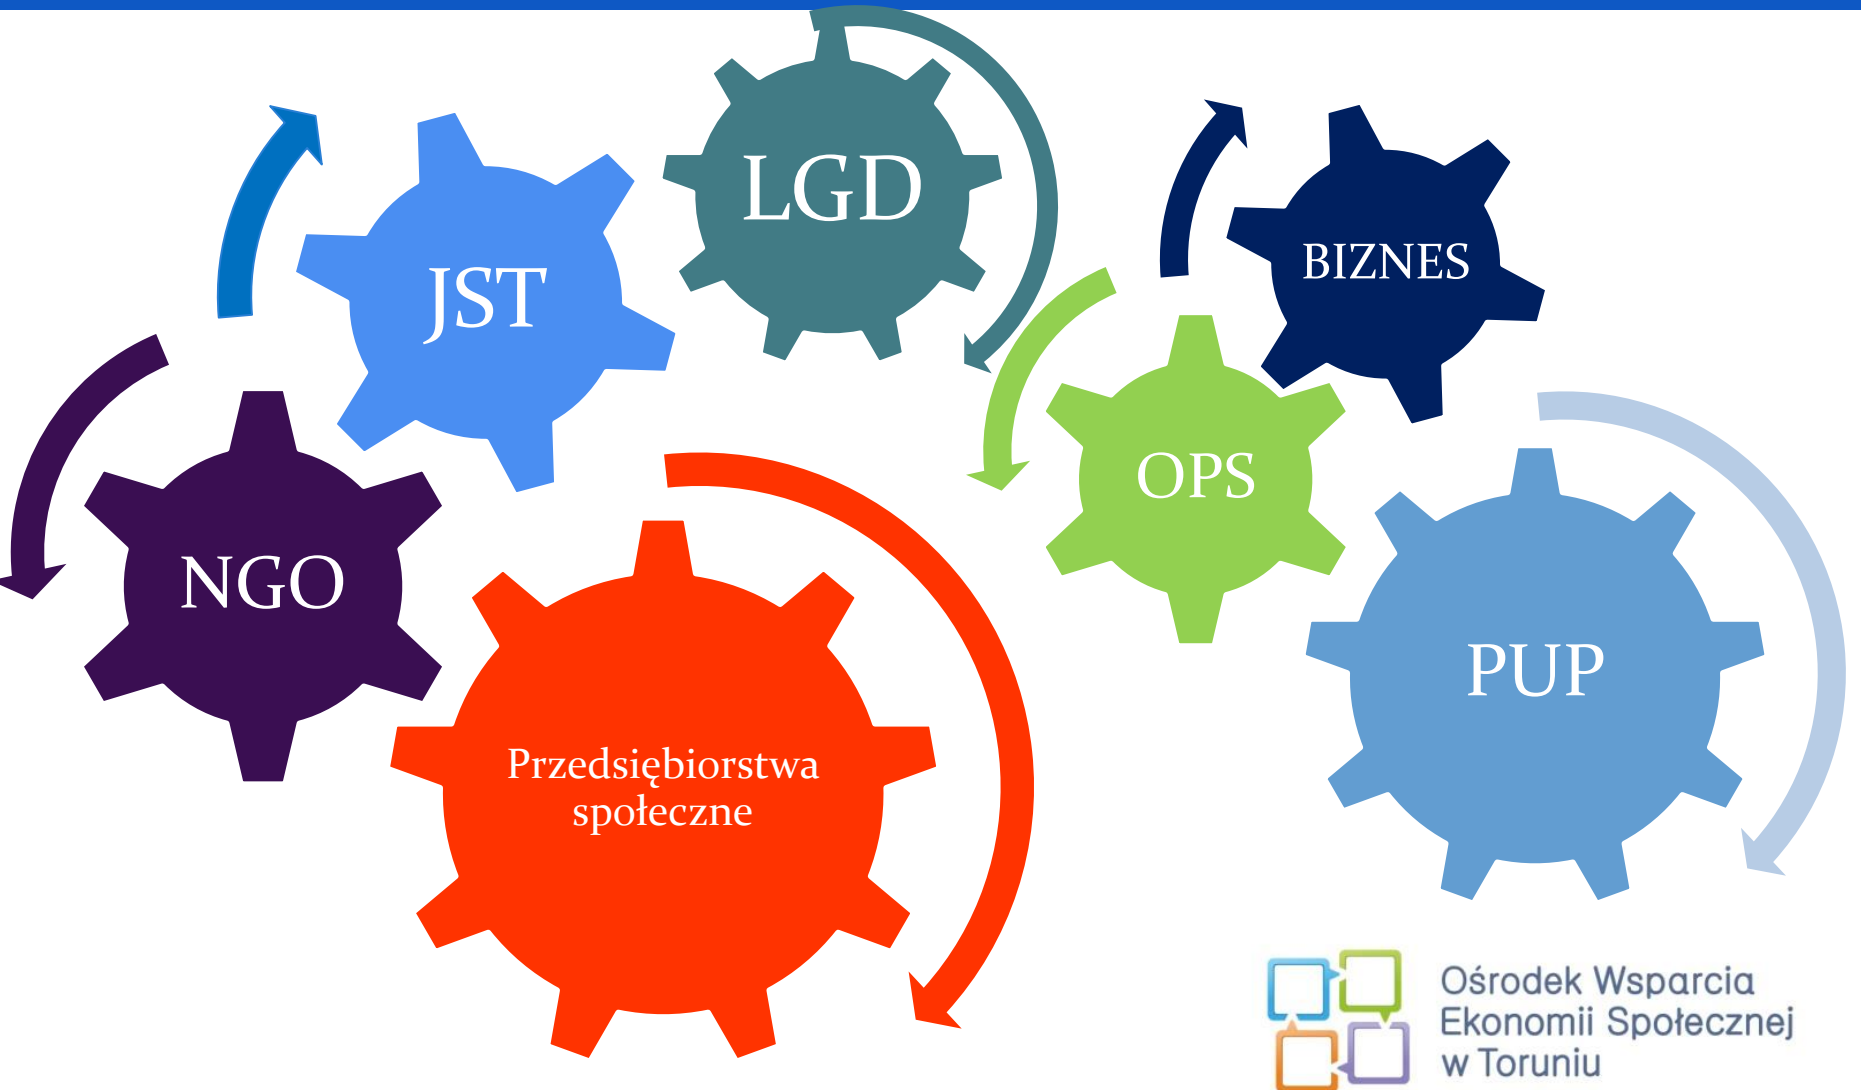 LGD
JST
BIZNES
OPS
NGO
PUP
Przedsiębiorstwa
społeczne
Ośrodek Wsparcia
Ekonomii Społecznej
w Toruniu